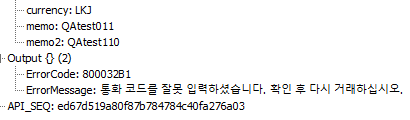 currency: LKJ
memo: QAtest011
memo2: QAtest110
Output {} (2)
ErrorCode: 800032B1
ErrorMessage: 통화 코드를 잘못 입력하셨습니다. 확인 후 다시 거래하십시오.
API_SEQ: ed67d519a80f87b784784c40fa276a03